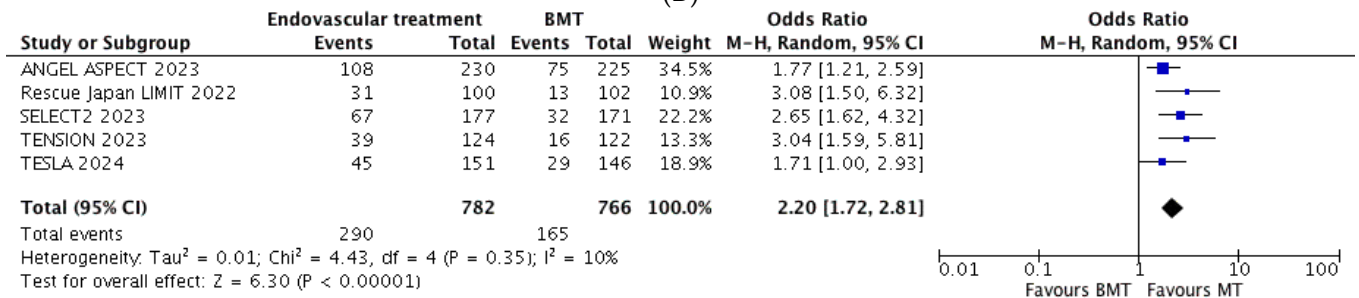 (B)
Endovascular treatment BMT Odds Ratio Odds Ratio
Study or Subgroup Events Total Events Total Weight M-H, Random, 95% CI M-H, Random, 95% CI
ANGEL ASPECT 2023 108 230 75 225 34.5% 1.77 [1.21, 2.59]
Rescue Japan LIMIT 2022 31 100 13 102 10.9% 3.08 [1.50, 6.32]
SELECT2 2023 67 177 32 171 22.2% 2.65 [1.62, 4.32]
TENSION 2023 39 124 16 122 13.3% 3.04 [1.59, 5.81]
TESLA 2024 45 151 29 146 18.9% 1.71 [1.00, 2.93]
Total (95% CI) 782 766 100.0% 2.20 [1.72, 2.81]
Total events 290 165
Heterogeneity: Tau² = 0.01; Chi² = 4.43, df = 4 (P = 0.35); I² = 10%
Test for overall effect: Z = 6.30 (P < 0.00001)
0.01 0.1 1 10 100
Favours BMT Favours MT